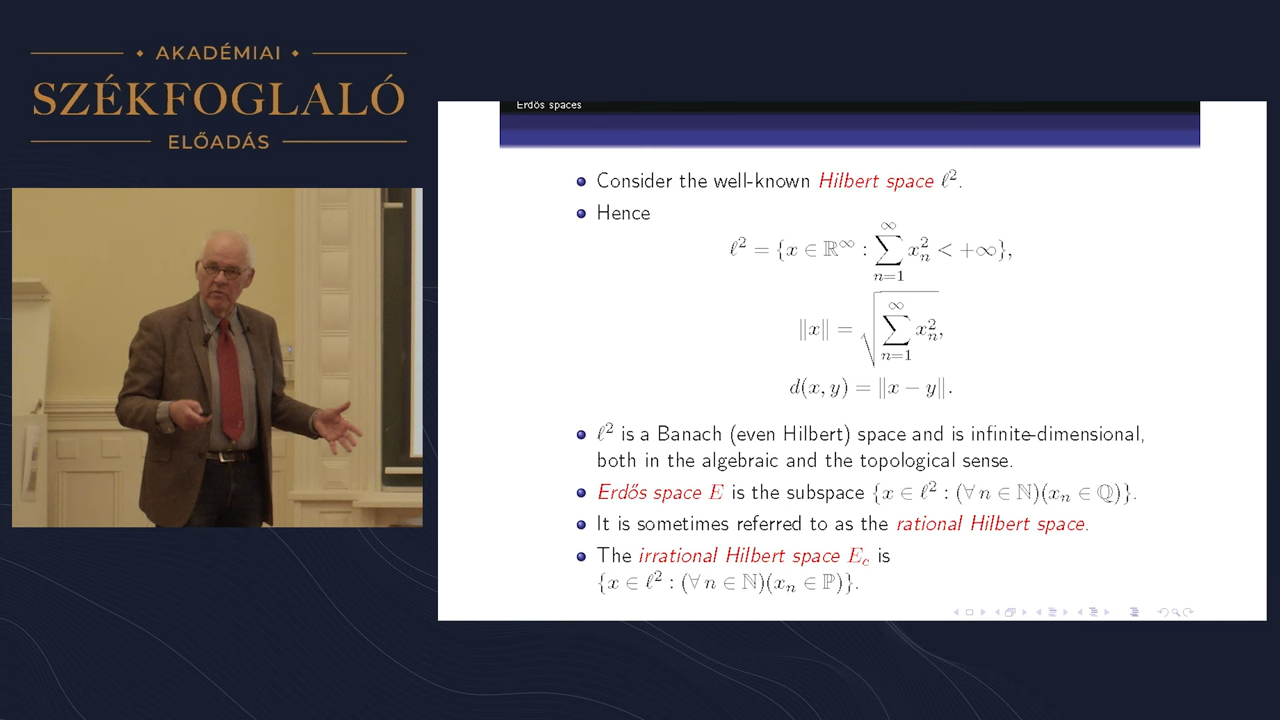 AKADÉMIAI
SZÉKFOGLALÓ
ELŐADÁS
Erdős spaces
Consider the well-known Hilbert space ℓ².
Hence
ℓ² = {x ∈ ℝ^∞ : ∑_{n=1}^{∞} x_n² < +∞},
‖x‖ = √(∑_{n=1}^{∞} x_n²),
d(x, y) = ‖x − y‖.
ℓ² is a Banach (even Hilbert) space and is infinite-dimensional,
both in the algebraic and the topological sense.
Erdős space E is the subspace {x ∈ ℓ² : (∀ n ∈ ℕ)(x_n ∈ ℚ)}.
It is sometimes referred to as the rational Hilbert space.
The irrational Hilbert space E_c is
{x ∈ ℓ² : (∀ n ∈ ℕ)(x_n ∈ ℙ)}.